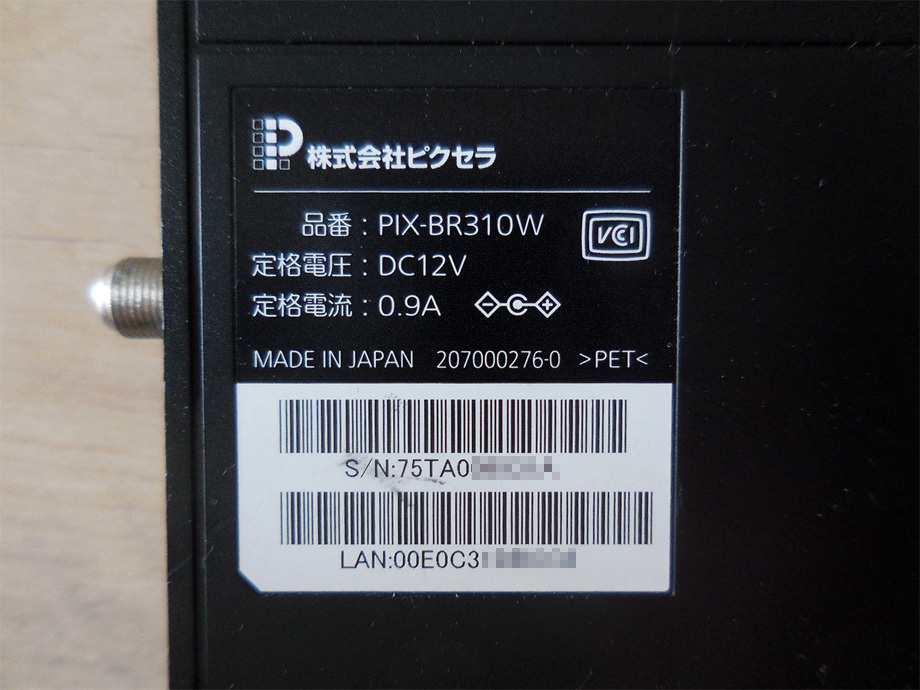 株式会社ピクセラ
品番 : PIX-BR310W
VCCI
定格電圧 : DC12V
定格電流 : 0.9A
MADE IN JAPAN 207000276-0 >PET<
S/N:75TA0
LAN:00E0C3